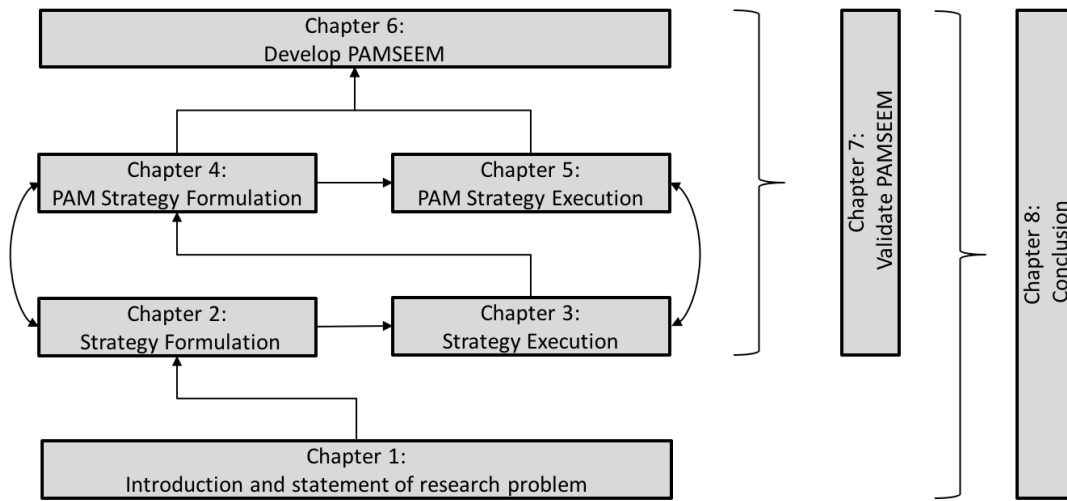 Chapter 6:
Develop PAMSEEM
Chapter 4:
PAM Strategy Formulation
Chapter 5:
PAM Strategy Execution
Chapter 2:
Strategy Formulation
Chapter 3:
Strategy Execution
Chapter 1:
Introduction and statement of research problem
Chapter 7:
Validate PAMSEEM
Chapter 8:
Conclusion